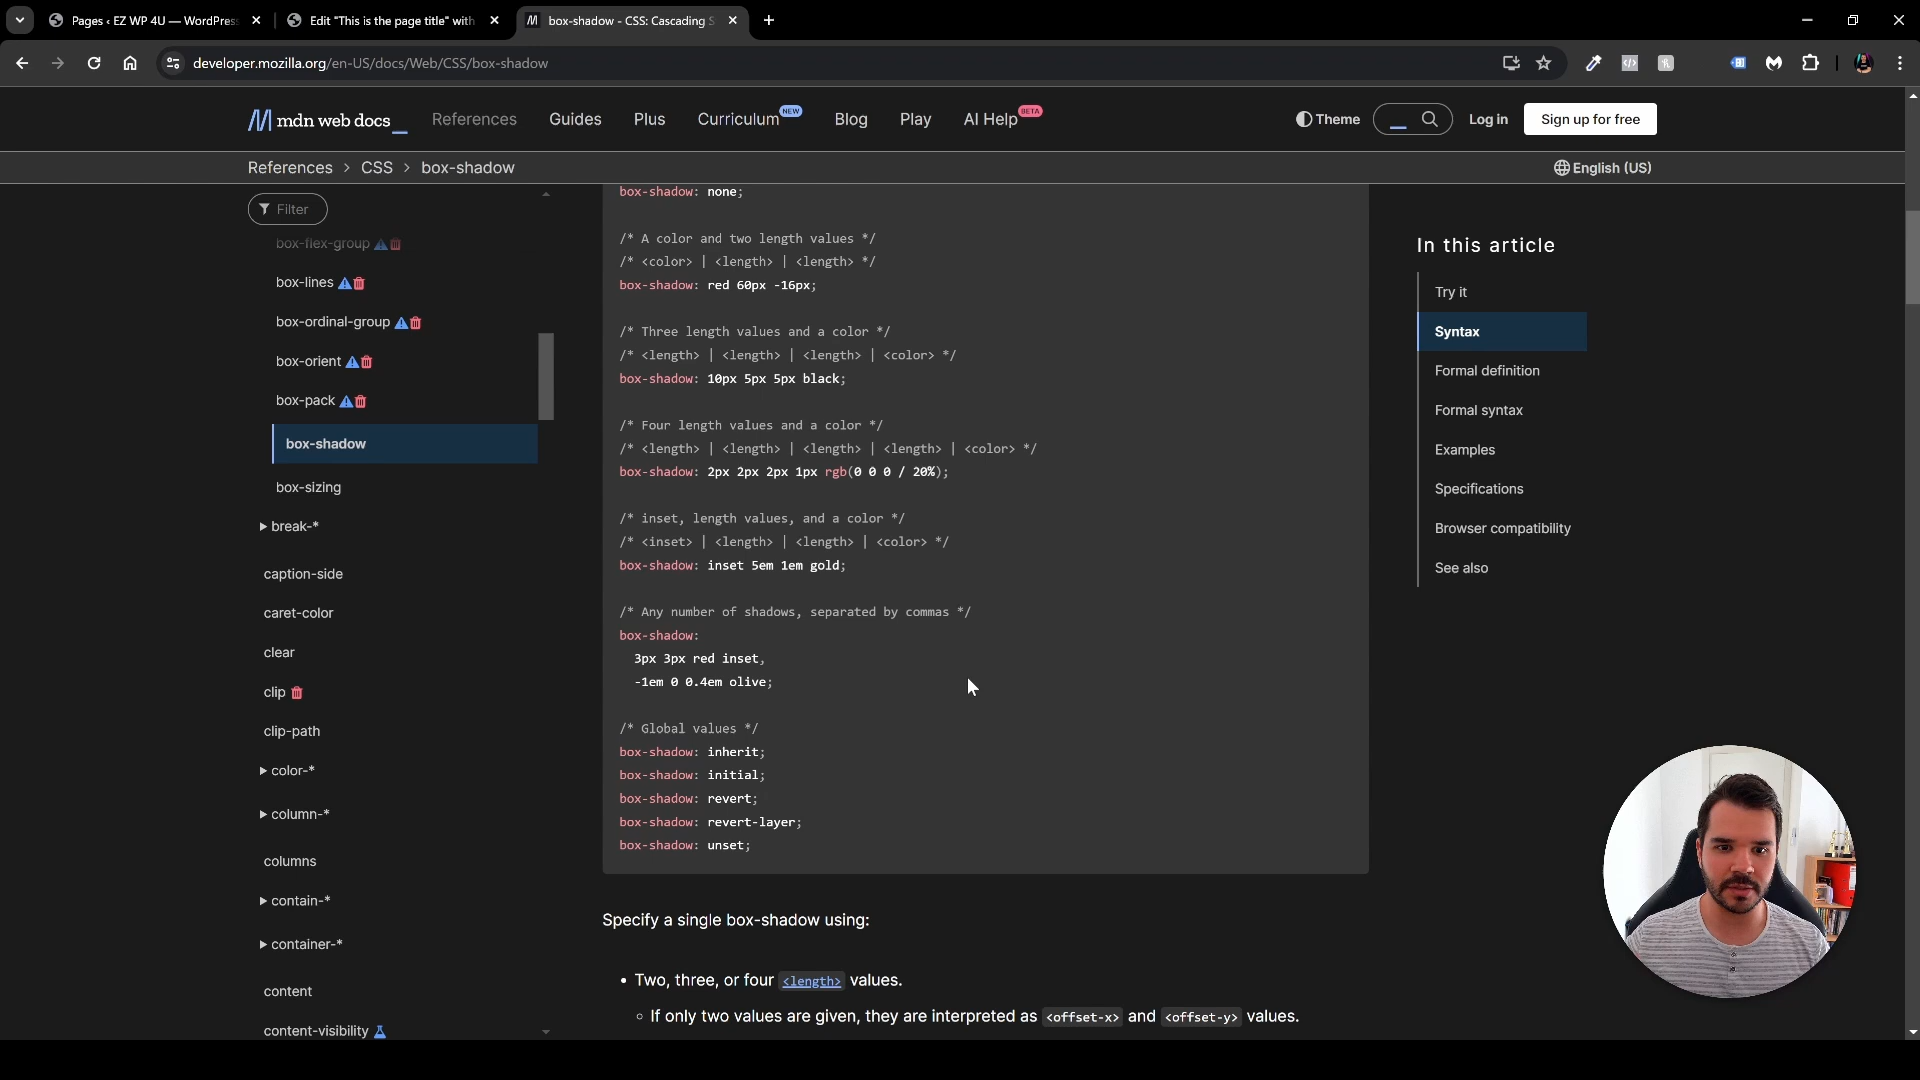 Pages ‹ EZ WP 4U — WordPress
Edit "This is the page title" with
box-shadow - CSS: Cascading S
developer.mozilla.org/en-US/docs/Web/CSS/box-shadow
mdn web docs_
References
Guides
Plus
Curriculum NEW
Blog
Play
AI Help BETA
Theme
Log in
Sign up for free
References > CSS > box-shadow
English (US)
Filter
box-flex-group
box-lines
box-ordinal-group
box-orient
box-pack
box-shadow
box-sizing
break-*
caption-side
caret-color
clear
clip
clip-path
color-*
column-*
columns
contain-*
container-*
content
content-visibility
box-shadow: none;
/* A color and two length values */
/* <color> | <length> | <length> */
box-shadow: red 60px -16px;
/* Three length values and a color */
/* <length> | <length> | <length> | <color> */
box-shadow: 10px 5px 5px black;
/* Four length values and a color */
/* <length> | <length> | <length> | <length> | <color> */
box-shadow: 2px 2px 2px 1px rgb(0 0 0 / 20%);
/* inset, length values, and a color */
/* <inset> | <length> | <length> | <color> */
box-shadow: inset 5em 1em gold;
/* Any number of shadows, separated by commas */
box-shadow:
3px 3px red inset,
-1em 0 0.4em olive;
/* Global values */
box-shadow: inherit;
box-shadow: initial;
box-shadow: revert;
box-shadow: revert-layer;
box-shadow: unset;
Specify a single box-shadow using:
• Two, three, or four <length> values.
◦ If only two values are given, they are interpreted as <offset-x> and <offset-y> values.
In this article
Try it
Syntax
Formal definition
Formal syntax
Examples
Specifications
Browser compatibility
See also